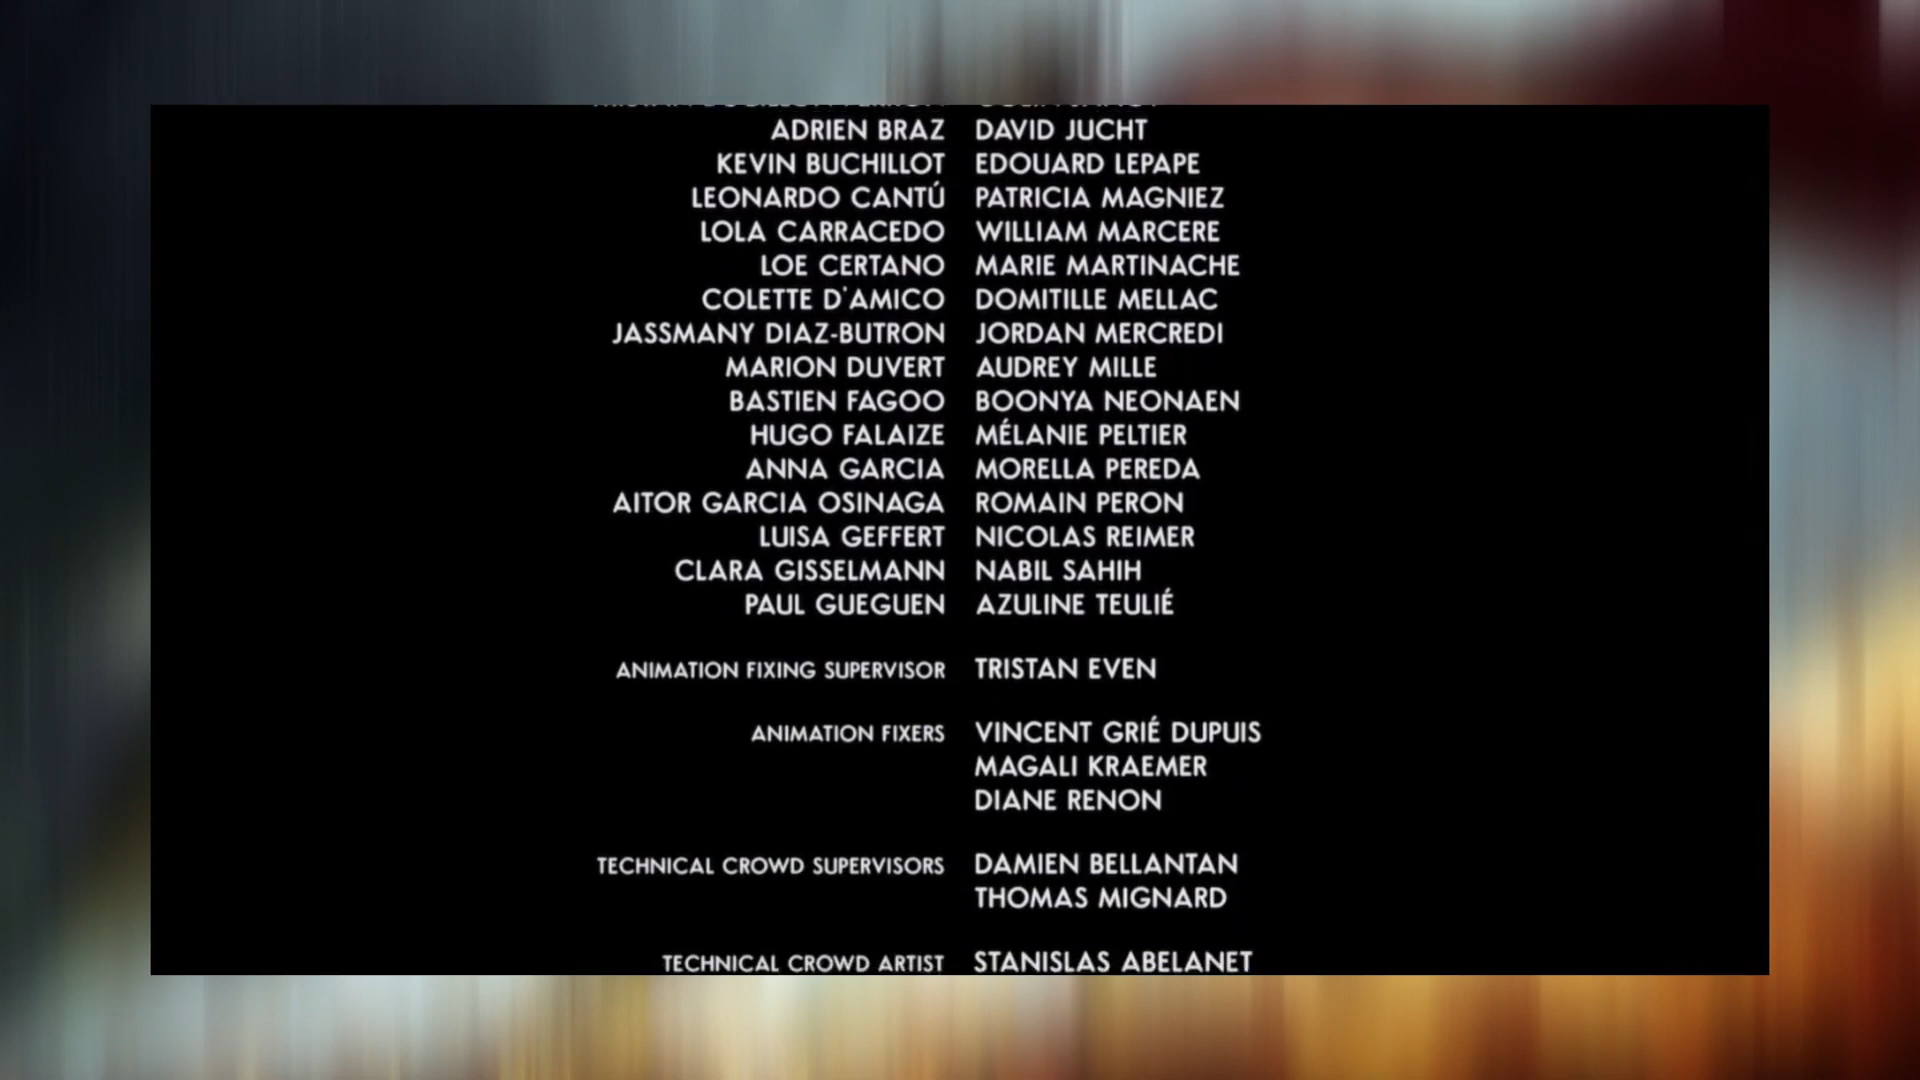 ADRIEN BRAZ DAVID JUCHT
KEVIN BUCHILLOT EDOUARD LEPAPE
LEONARDO CANTÚ PATRICIA MAGNIEZ
LOLA CARRACEDO WILLIAM MARCERE
LOE CERTANO MARIE MARTINACHE
COLETTE D'AMICO DOMITILLE MELLAC
JASSMANY DIAZ-BUTRON JORDAN MERCREDI
MARION DUVERT AUDREY MILLE
BASTIEN FAGOO BOONYA NEONAEN
HUGO FALAIZE MÉLANIE PELTIER
ANNA GARCIA MORELLA PEREDA
AITOR GARCIA OSINAGA ROMAIN PERON
LUISA GEFFERT NICOLAS REIMER
CLARA GISSELMANN NABIL SAHIH
PAUL GUEGUEN AZULINE TEULIÉ
ANIMATION FIXING SUPERVISOR TRISTAN EVEN
ANIMATION FIXERS VINCENT GRIÉ DUPUIS
MAGALI KRAEMER
DIANE RENON
TECHNICAL CROWD SUPERVISORS DAMIEN BELLANTAN
THOMAS MIGNARD
TECHNICAL CROWD ARTIST STANISLAS ABELANET